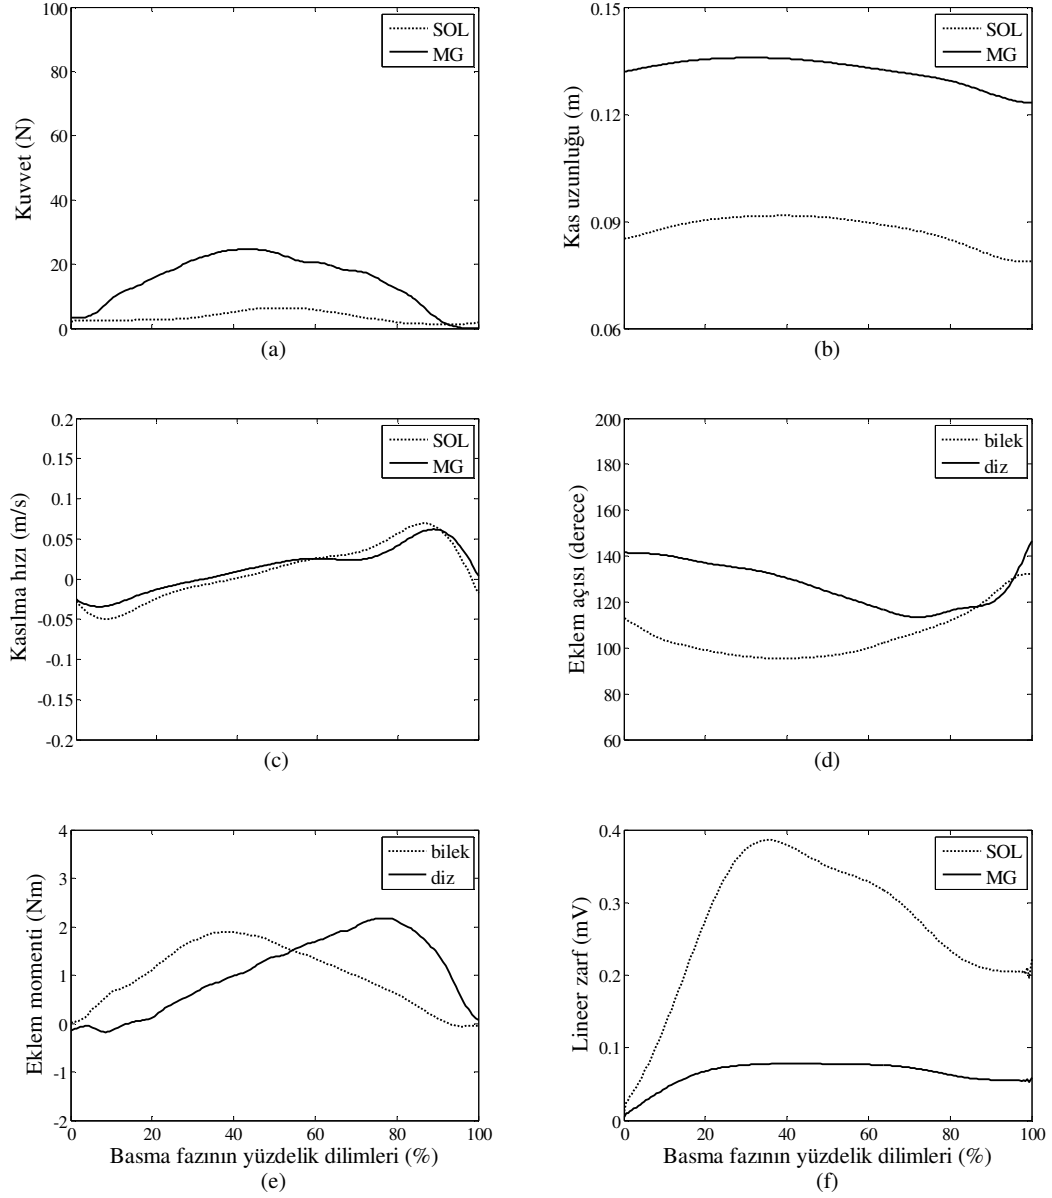 100
80
60
40
20
0
Kuvvet (N)
SOL
MG
(a)
0.15
0.12
0.09
0.06
Kas uzunluğu (m)
SOL
MG
(b)
0.2
0.15
0.1
0.05
0
-0.05
-0.1
-0.15
-0.2
Kasılma hızı (m/s)
SOL
MG
(c)
200
180
160
140
120
100
80
60
Eklem açısı (derece)
bilek
diz
(d)
4
3
2
1
0
-1
-2
Eklem momenti (Nm)
bilek
diz
0 20 40 60 80 100
Basma fazının yüzdelik dilimleri (%)
(e)
0.4
0.3
0.2
0.1
0
Lineer zarf (mV)
SOL
MG
0 20 40 60 80 100
Basma fazının yüzdelik dilimleri (%)
(f)